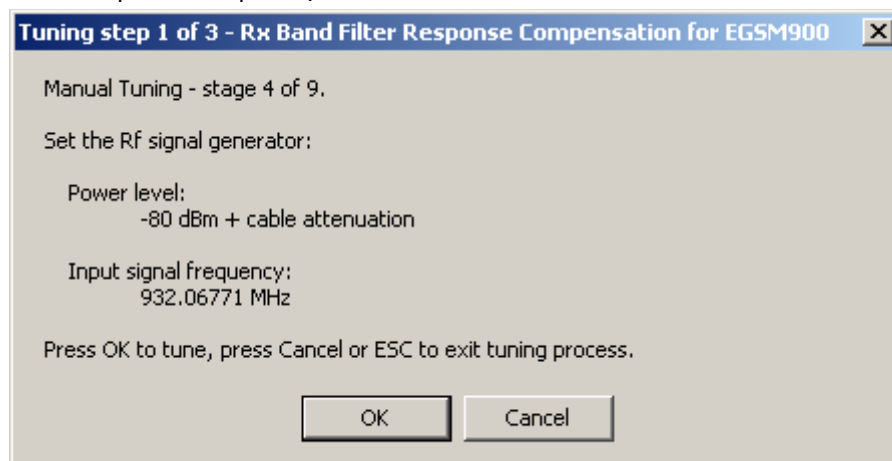 Tuning step 1 of 3 - Rx Band Filter Response Compensation for EGSM900
Manual Tuning - stage 4 of 9.
Set the Rf signal generator:
Power level:
-80 dBm + cable attenuation
Input signal frequency:
932.06771 MHz
Press OK to tune, press Cancel or ESC to exit tuning process.
OK Cancel